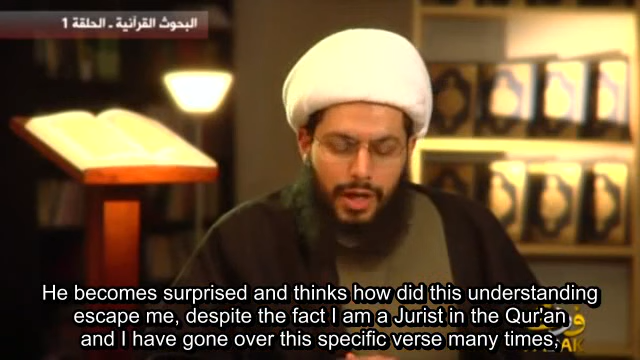 البحوث القرآنية - الحلقة 1
He becomes surprised and thinks how did this understanding
escape me, despite the fact I am a Jurist in the Qur'an
and I have gone over this specific verse many times,